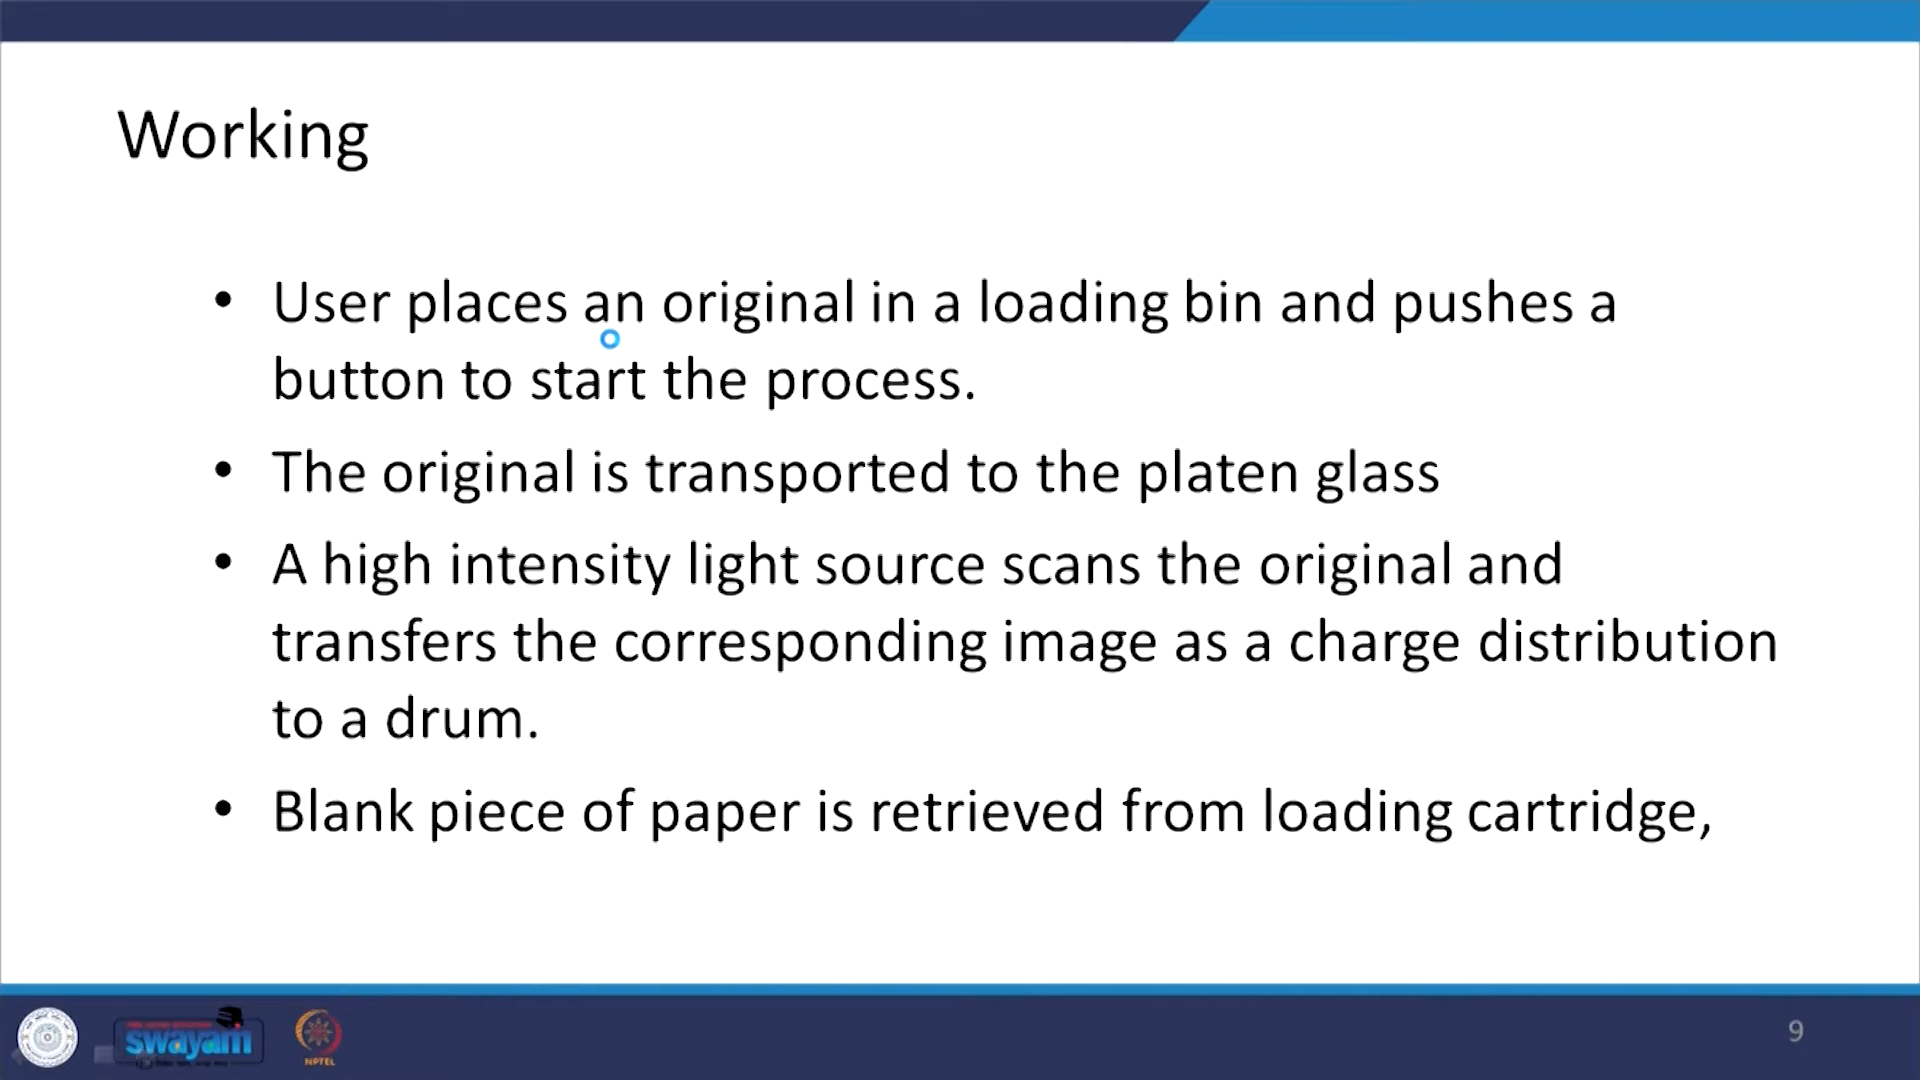 Working
• User places an original in a loading bin and pushes a
button to start the process.
• The original is transported to the platen glass
• A high intensity light source scans the original and
transfers the corresponding image as a charge distribution
to a drum.
• Blank piece of paper is retrieved from loading cartridge,
swayam
NPTEL
9